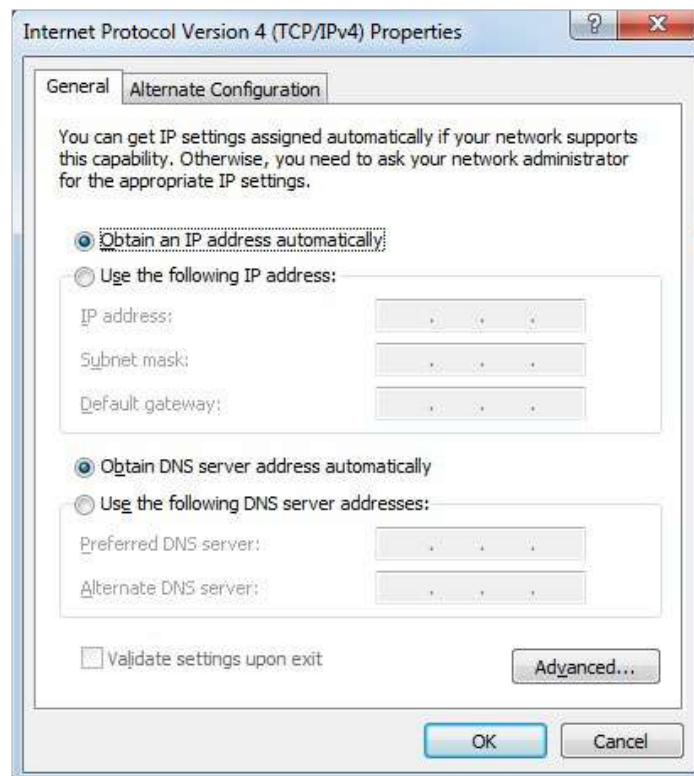 Internet Protocol Version 4 (TCP/IPv4) Properties
General
Alternate Configuration
You can get IP settings assigned automatically if your network supports
this capability. Otherwise, you need to ask your network administrator
for the appropriate IP settings.
Obtain an IP address automatically
Use the following IP address:
IP address:
Subnet mask:
Default gateway:
Obtain DNS server address automatically
Use the following DNS server addresses:
Preferred DNS server:
Alternate DNS server:
Validate settings upon exit
Advanced...
OK
Cancel